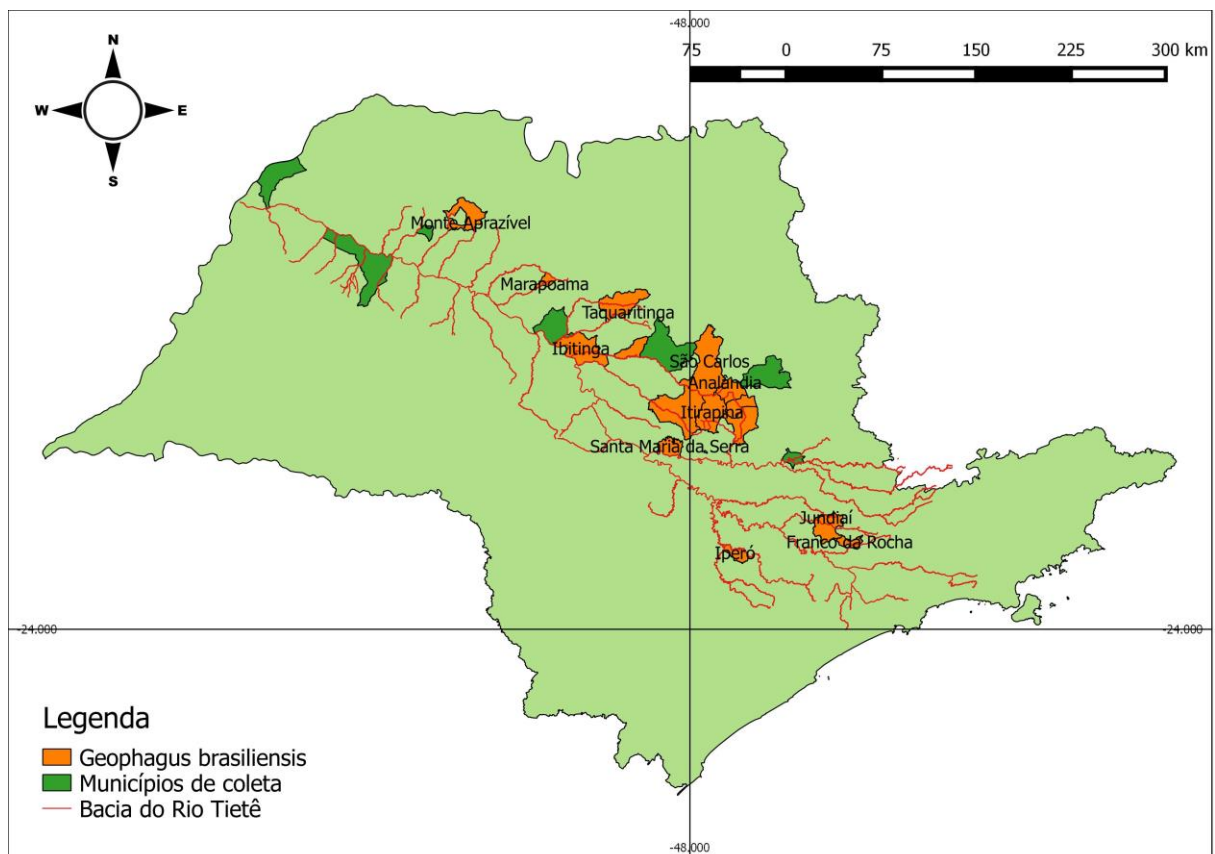 -48.000
N
W E
S
75 0 75 150 225 300 km
Monte Aprazível
Marapoama
Taquaritinga
Ibitinga
São Carlos
Analândia
Itirapina
Santa Maria da Serra
Jundiaí
Franco da Rocha
Iperó
-24.000 -24.000
Legenda
Geophagus brasiliensis
Municípios de coleta
Bacia do Rio Tietê
-48.000